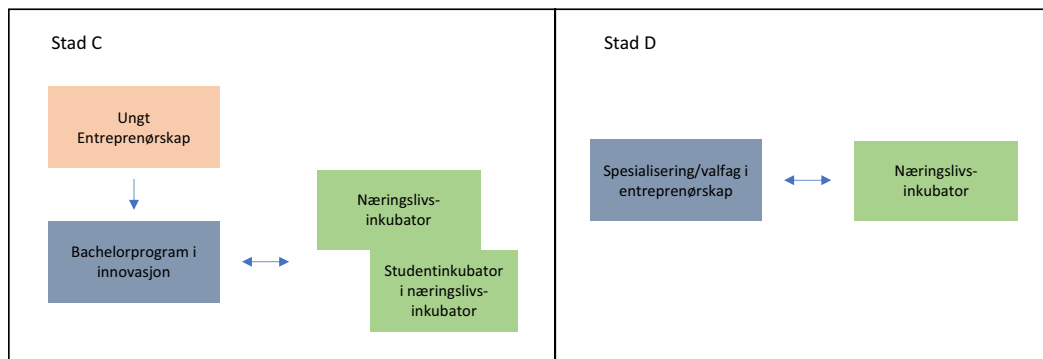 Stad C
Ungt
Entreprenørskap
Bachelorprogram i
innovasjon
Næringslivs-
inkubator
Studentinkubator
i næringslivs-
inkubator
Stad D
Spesialisering/valfag i
entreprenørskap
Næringslivs-
inkubator